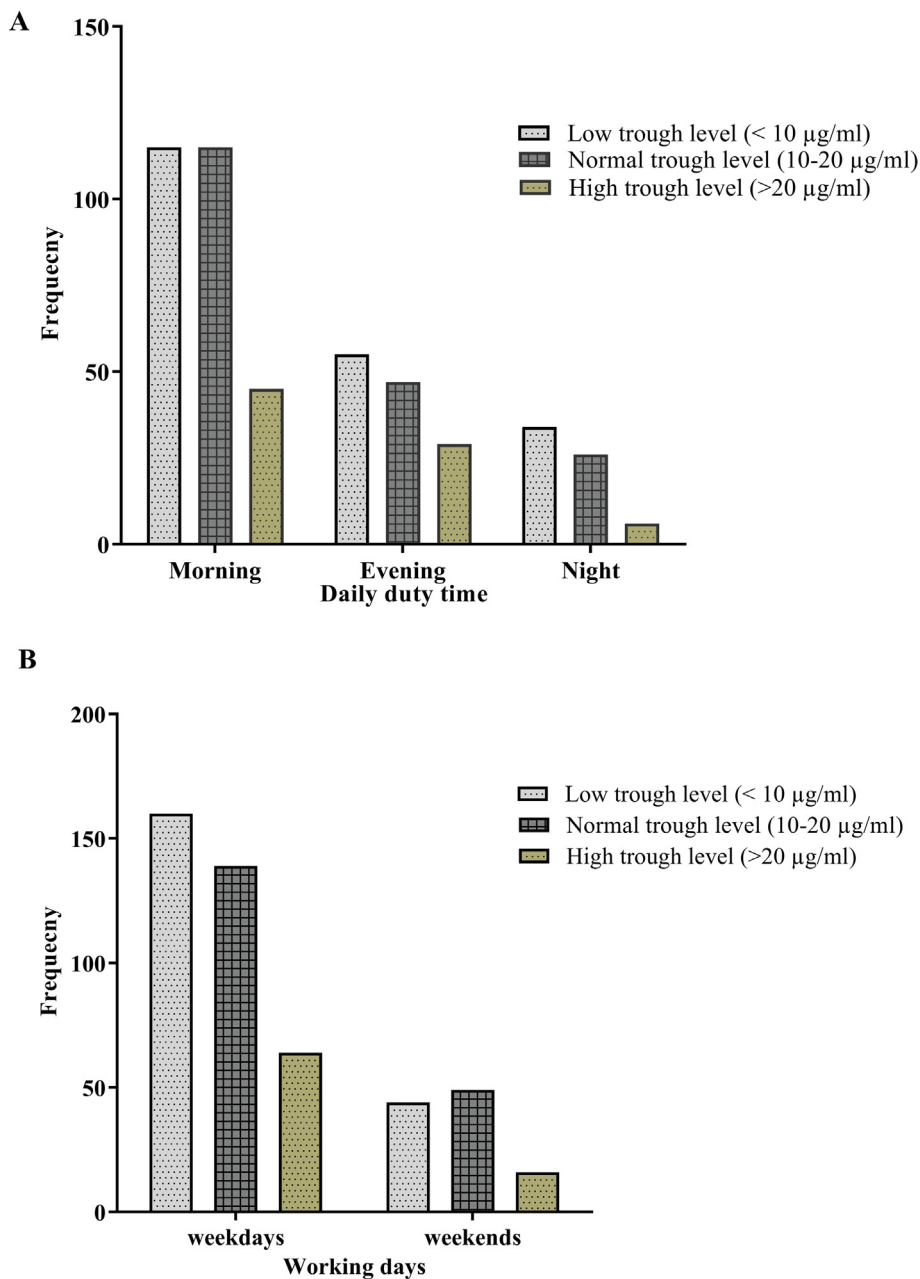 A
150
100
50
0
Frequecny
Low trough level (< 10 µg/ml)
Normal trough level (10-20 µg/ml)
High trough level (>20 µg/ml)
Morning Evening Night
Daily duty time
B
200
150
100
50
0
Frequecny
Low trough level (< 10 µg/ml)
Normal trough level (10-20 µg/ml)
High trough level (>20 µg/ml)
weekdays weekends
Working days